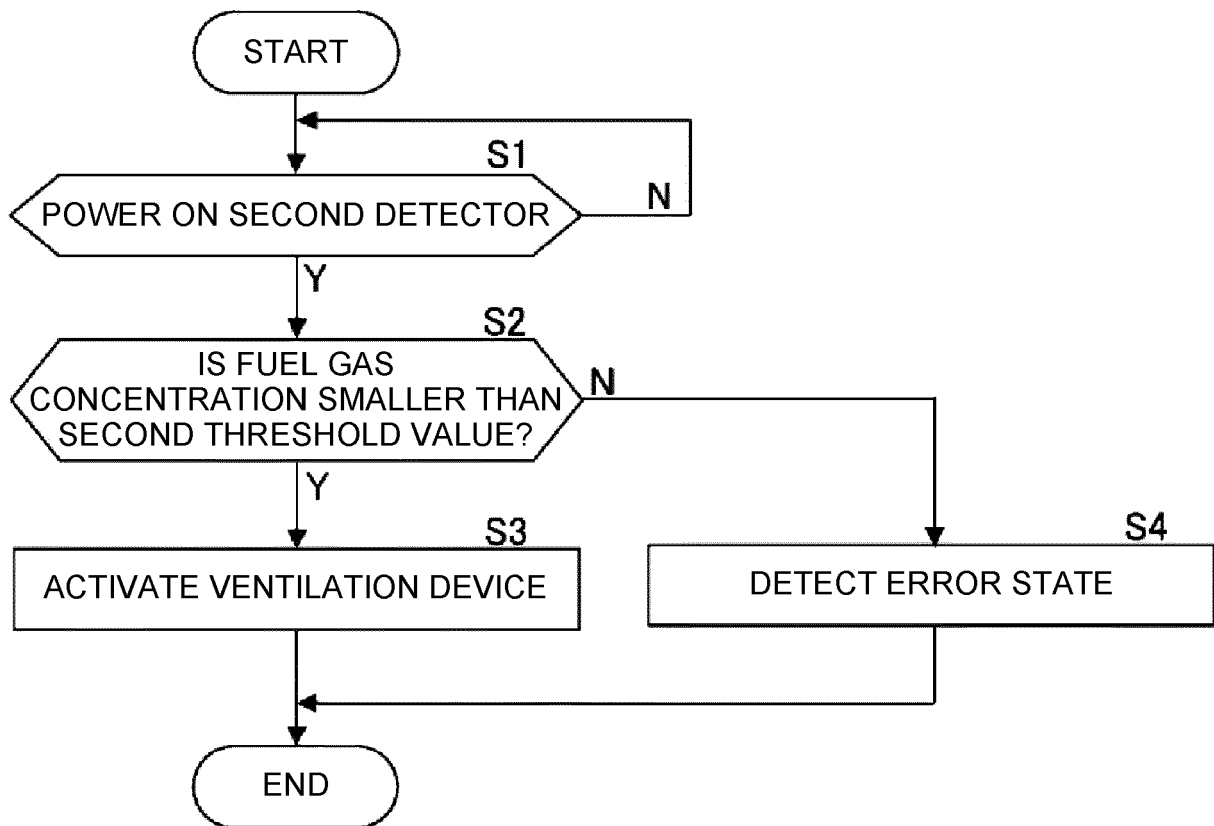 START
S1
POWER ON SECOND DETECTOR
N
Y
S2
IS FUEL GAS
CONCENTRATION SMALLER THAN
SECOND THRESHOLD VALUE?
N
Y
S3
ACTIVATE VENTILATION DEVICE
S4
DETECT ERROR STATE
END